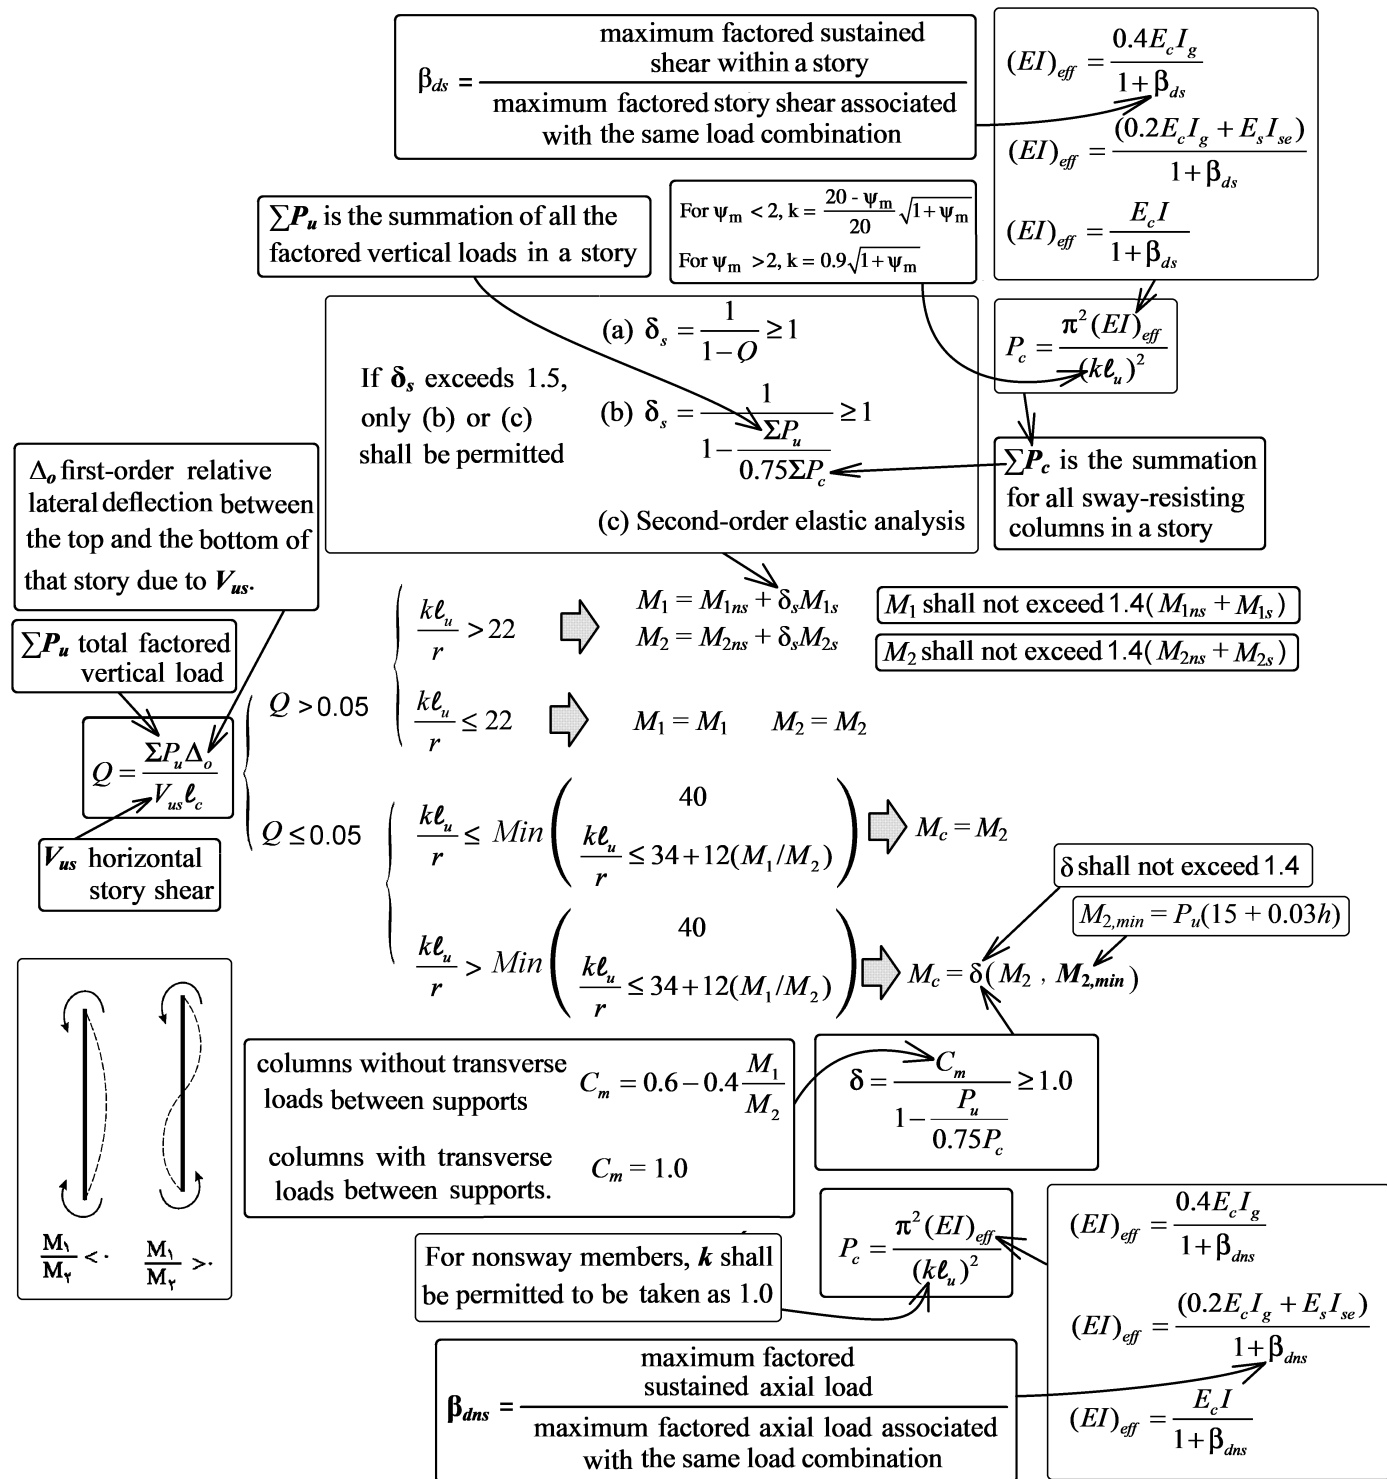 β_ds = maximum factored sustained
shear within a story
maximum factored story shear associated
with the same load combination
(EI)_eff = 0.4E_cI_g / 1+β_ds
(EI)_eff = (0.2E_cI_g + E_sI_se) / 1+β_ds
(EI)_eff = E_cI / 1+β_ds
∑P_u is the summation of all the
factored vertical loads in a story
For ψ_m < 2, k = 20 - ψ_m / 20 √1+ψ_m
For ψ_m >2, k = 0.9√1+ψ_m
P_c = π²(EI)_eff / (kℓ_u)²
If δ_s exceeds 1.5,
only (b) or (c)
shall be permitted
(a) δ_s = 1 / 1-Q ≥ 1
(b) δ_s = 1 / 1- ΣP_u / 0.75ΣP_c ≥ 1
(c) Second-order elastic analysis
∑P_c is the summation
for all sway-resisting
columns in a story
Δ_o first-order relative
lateral deflection between
the top and the bottom of
that story due to V_us.
∑P_u total factored
vertical load
Q = ΣP_uΔ_o / V_usℓ_c
V_us horizontal
story shear
Q > 0.05
kℓ_u / r > 22
M_1 = M_1ns + δ_sM_1s
M_2 = M_2ns + δ_sM_2s
M_1 shall not exceed 1.4(M_1ns + M_1s)
M_2 shall not exceed 1.4(M_2ns + M_2s)
kℓ_u / r ≤ 22
M_1 = M_1 M_2 = M_2
Q ≤ 0.05
kℓ_u / r ≤ Min ( 40
kℓ_u / r ≤ 34+12(M_1/M_2) )
M_c = M_2
kℓ_u / r > Min ( 40
kℓ_u / r ≤ 34+12(M_1/M_2) )
M_c = δ(M_2 , M_2,min)
δ shall not exceed 1.4
M_2,min = P_u(15 + 0.03h)
M_١ / M_٢ < ٠
M_١ / M_٢ > ٠
columns without transverse
loads between supports
C_m = 0.6 − 0.4 M_1 / M_2
columns with transverse
loads between supports.
C_m = 1.0
δ = C_m / 1- P_u / 0.75P_c ≥ 1.0
For nonsway members, k shall
be permitted to be taken as 1.0
P_c = π²(EI)_eff / (kℓ_u)²
(EI)_eff = 0.4E_cI_g / 1+β_dns
(EI)_eff = (0.2E_cI_g + E_sI_se) / 1+β_dns
(EI)_eff = E_cI / 1+β_dns
β_dns = maximum factored
sustained axial load
maximum factored axial load associated
with the same load combination